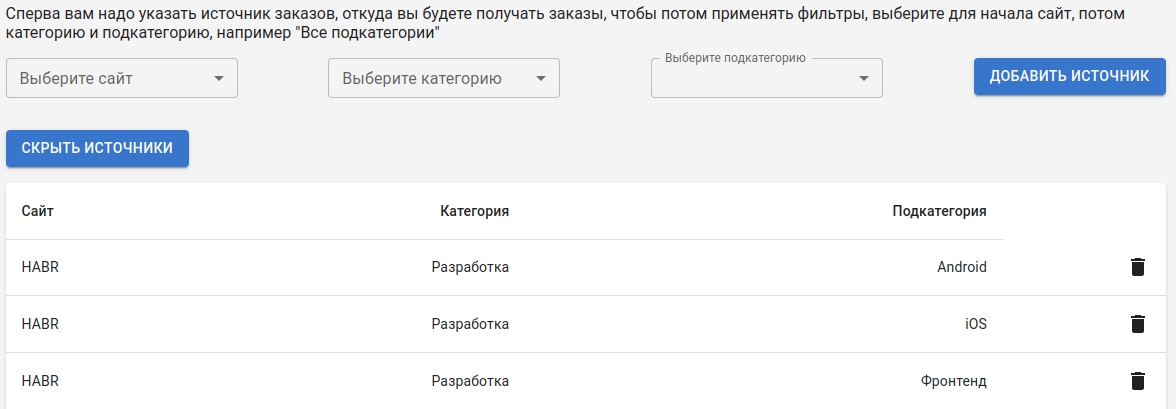 Сперва вам надо указать источник заказов, откуда вы будете получать заказы, чтобы потом применять фильтры, выберите для начала сайт, потом
категорию и подкатегорию, например "Все подкатегории"
Выберите сайт
Выберите категорию
Выберите подкатегорию
ДОБАВИТЬ ИСТОЧНИК
СКРЫТЬ ИСТОЧНИКИ
Сайт Категория Подкатегория
HABR Разработка Android
HABR Разработка iOS
HABR Разработка Фронтенд